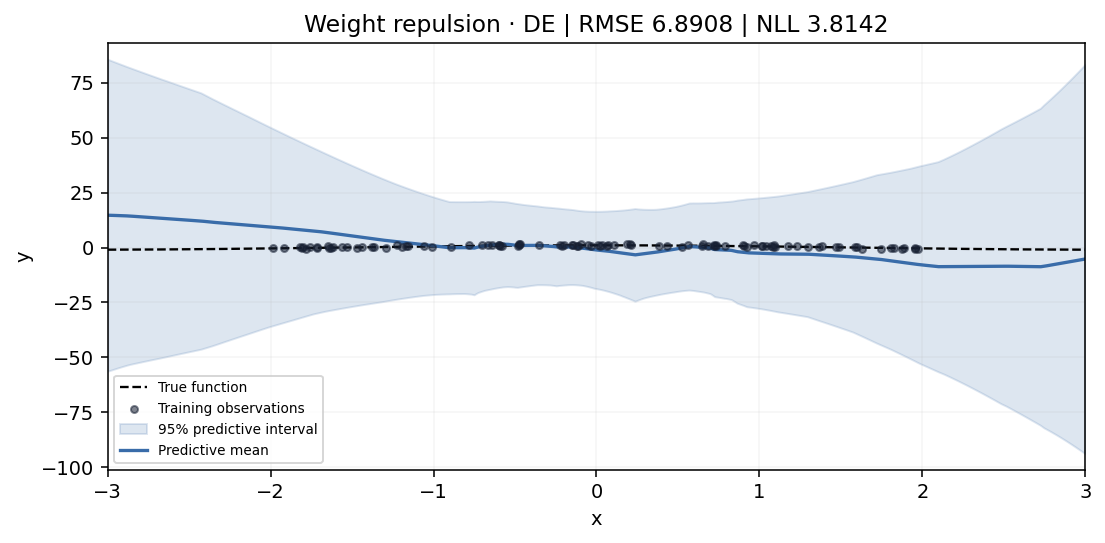 Weight repulsion · DE | RMSE 6.8908 | NLL 3.8142
75
50
25
0
−25
−50
−75
−100
y
True function
Training observations
95% predictive interval
Predictive mean
−3
−2
−1
0
1
2
3
x